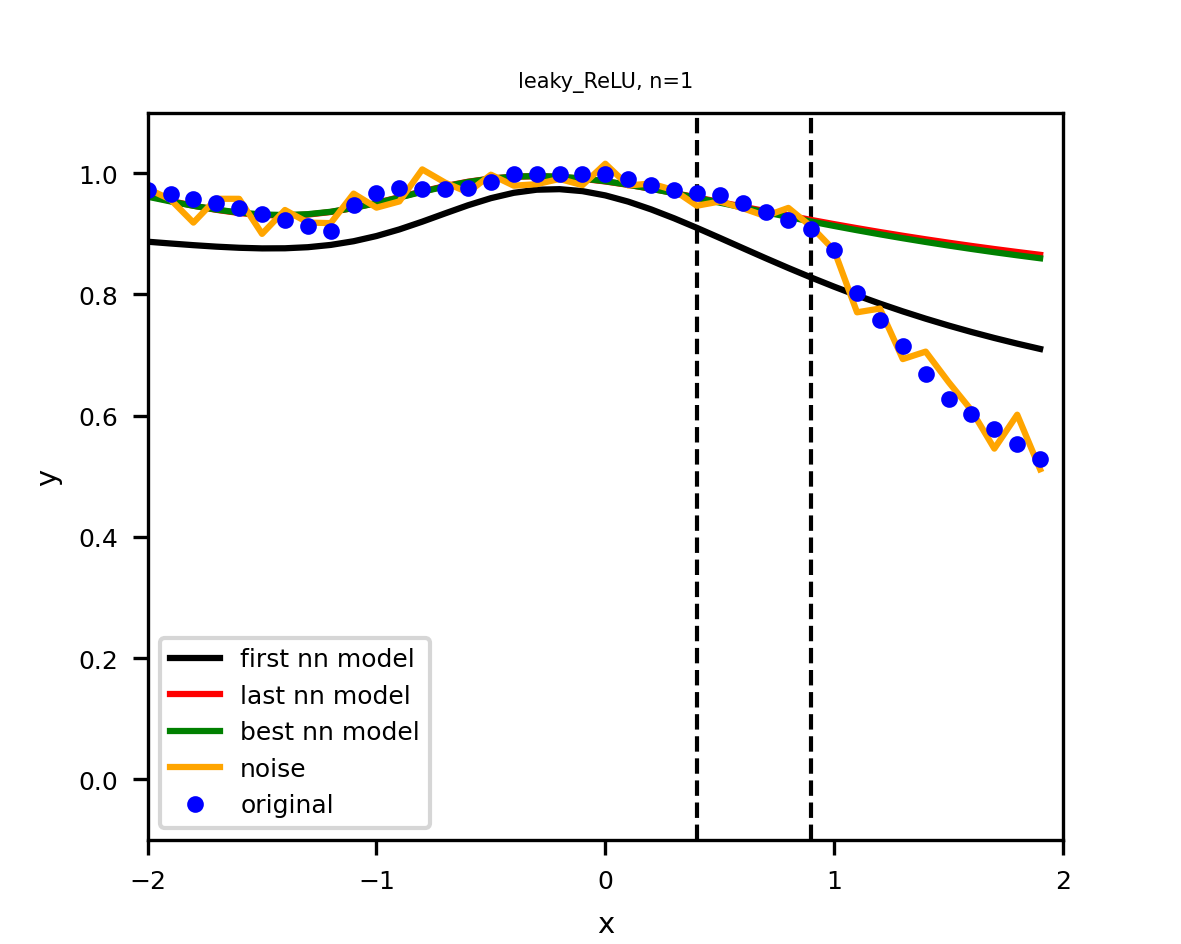 leaky_ReLU, n=1
1.0
0.8
0.6
0.4
0.2
0.0
y
first nn model
last nn model
best nn model
noise
original
−2
−1
0
1
2
x